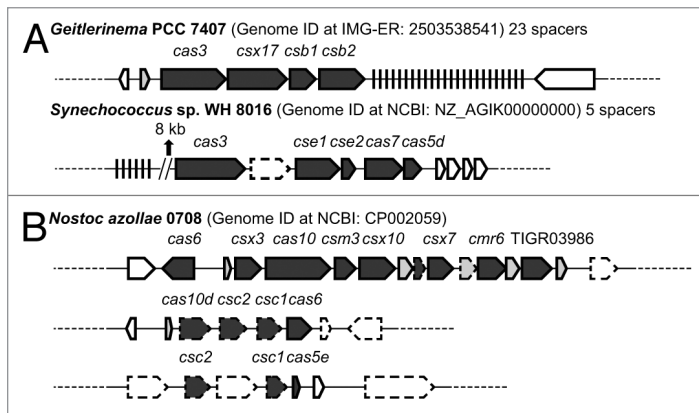 A Geitlerinema PCC 7407 (Genome ID at IMG-ER: 2503538541) 23 spacers
cas3 csx17 csb1 csb2
Synechococcus sp. WH 8016 (Genome ID at NCBI: NZ_AGIK00000000) 5 spacers
8 kb cas3 cse1 cse2 cas7 cas5d
B Nostoc azollae 0708 (Genome ID at NCBI: CP002059)
cas6 csx3 cas10 csm3 csx10 csx7 cmr6 TIGR03986
cas10d csc2 csc1 cas6
csc2 csc1 cas5e